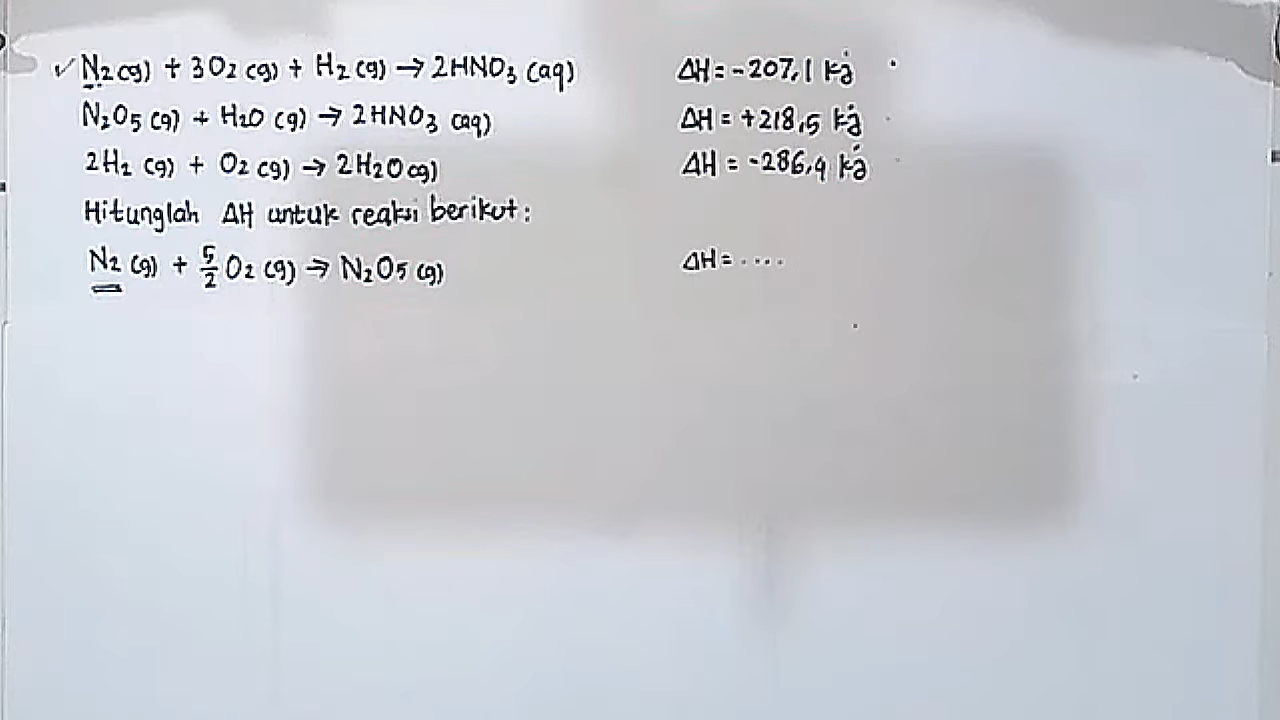 ✓ N₂(g) + 3O₂(g) + H₂(g) → 2HNO₃(aq) ΔH = -207,1 kj
N₂O₅(g) + H₂O(g) → 2HNO₃(aq) ΔH = +218,5 kj
2H₂(g) + O₂(g) → 2H₂O(g) ΔH = -286,4 kj
Hitunglah ΔH untuk reaksi berikut:
N₂(g) + 5/2 O₂(g) → N₂O₅(g) ΔH = ....